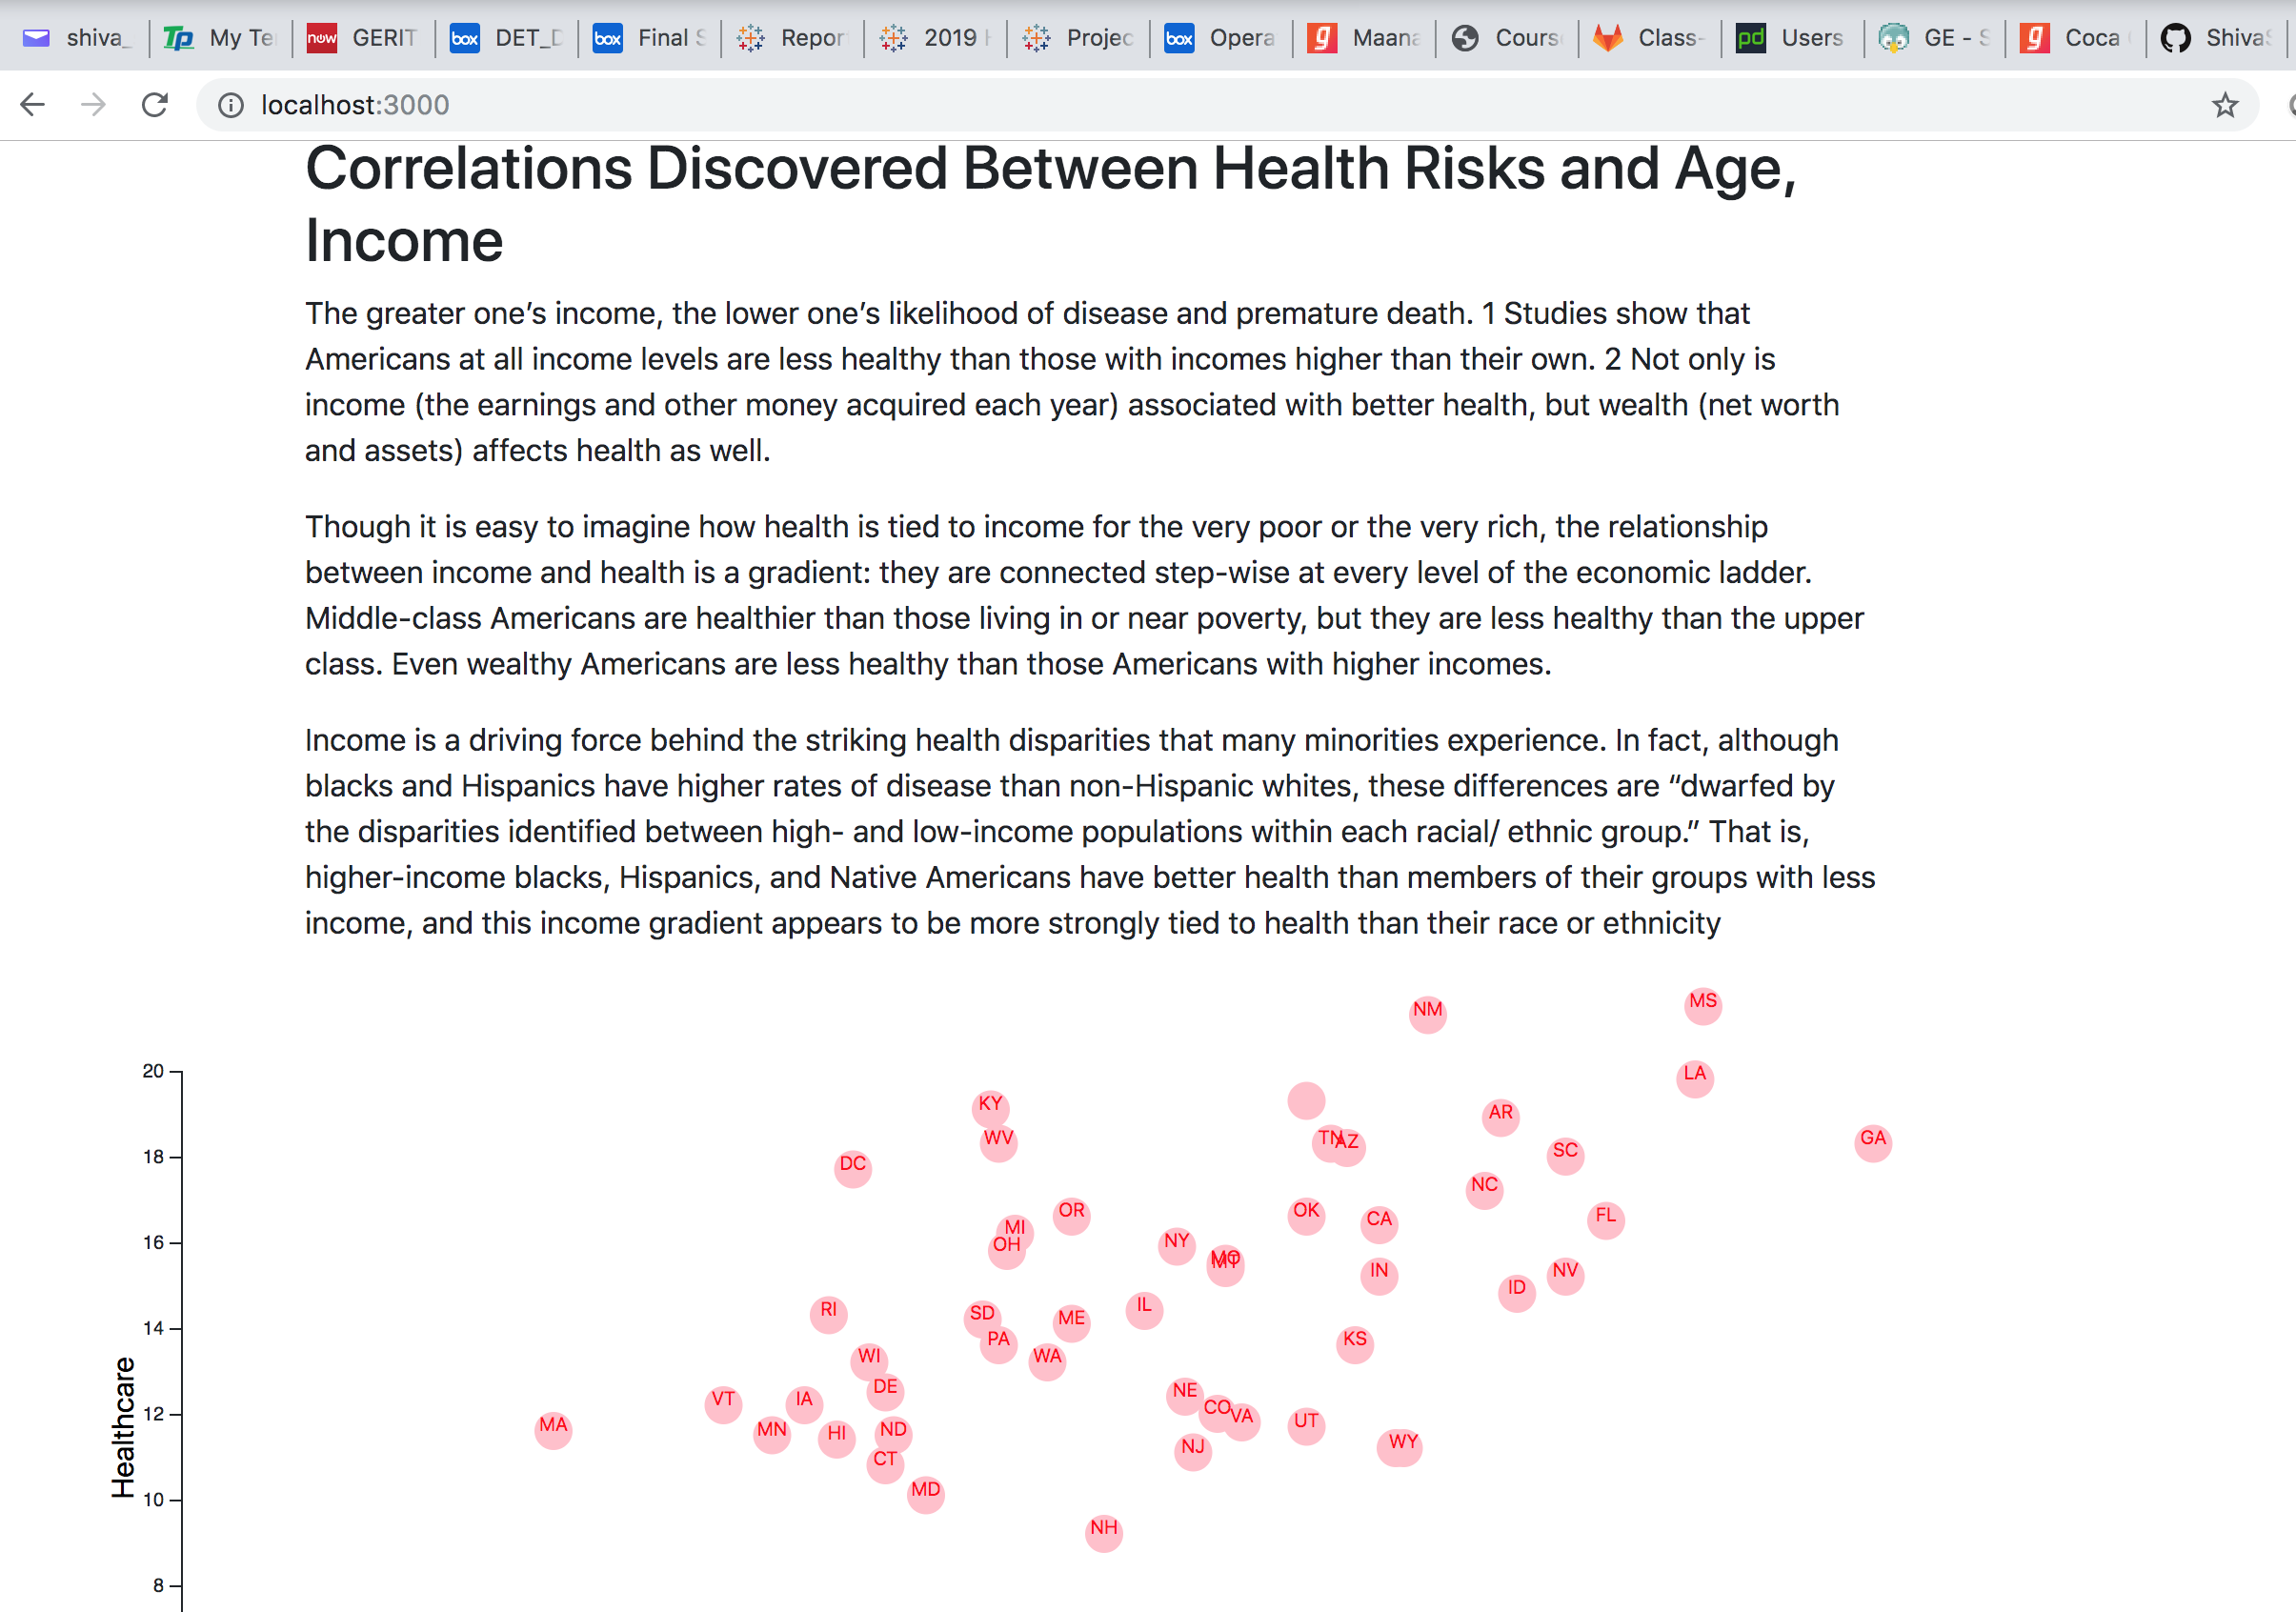 shiva_ My Te GERIT DET_D Final S Repor 2019 H Projec Opera Maana Cours Class- Users GE - S Coca Shiva
localhost:3000
Correlations Discovered Between Health Risks and Age,
Income
The greater one’s income, the lower one’s likelihood of disease and premature death. 1 Studies show that
Americans at all income levels are less healthy than those with incomes higher than their own. 2 Not only is
income (the earnings and other money acquired each year) associated with better health, but wealth (net worth
and assets) affects health as well.
Though it is easy to imagine how health is tied to income for the very poor or the very rich, the relationship
between income and health is a gradient: they are connected step-wise at every level of the economic ladder.
Middle-class Americans are healthier than those living in or near poverty, but they are less healthy than the upper
class. Even wealthy Americans are less healthy than those Americans with higher incomes.
Income is a driving force behind the striking health disparities that many minorities experience. In fact, although
blacks and Hispanics have higher rates of disease than non-Hispanic whites, these differences are “dwarfed by
the disparities identified between high- and low-income populations within each racial/ ethnic group.” That is,
higher-income blacks, Hispanics, and Native Americans have better health than members of their groups with less
income, and this income gradient appears to be more strongly tied to health than their race or ethnicity
MS
NM
20
LA
KY
AR
18
WV
TN
AZ
GA
SC
DC
NC
OR
OK
FL
CA
16
MI
OH
NY
MO
MT
IN
NV
ID
RI
SD
IL
ME
14
PA
KS
WI
WA
Healthcare
DE
NE
VT
IA
CO
12
VA
MA
MN
HI
ND
UT
WY
NJ
CT
10
MD
NH
8